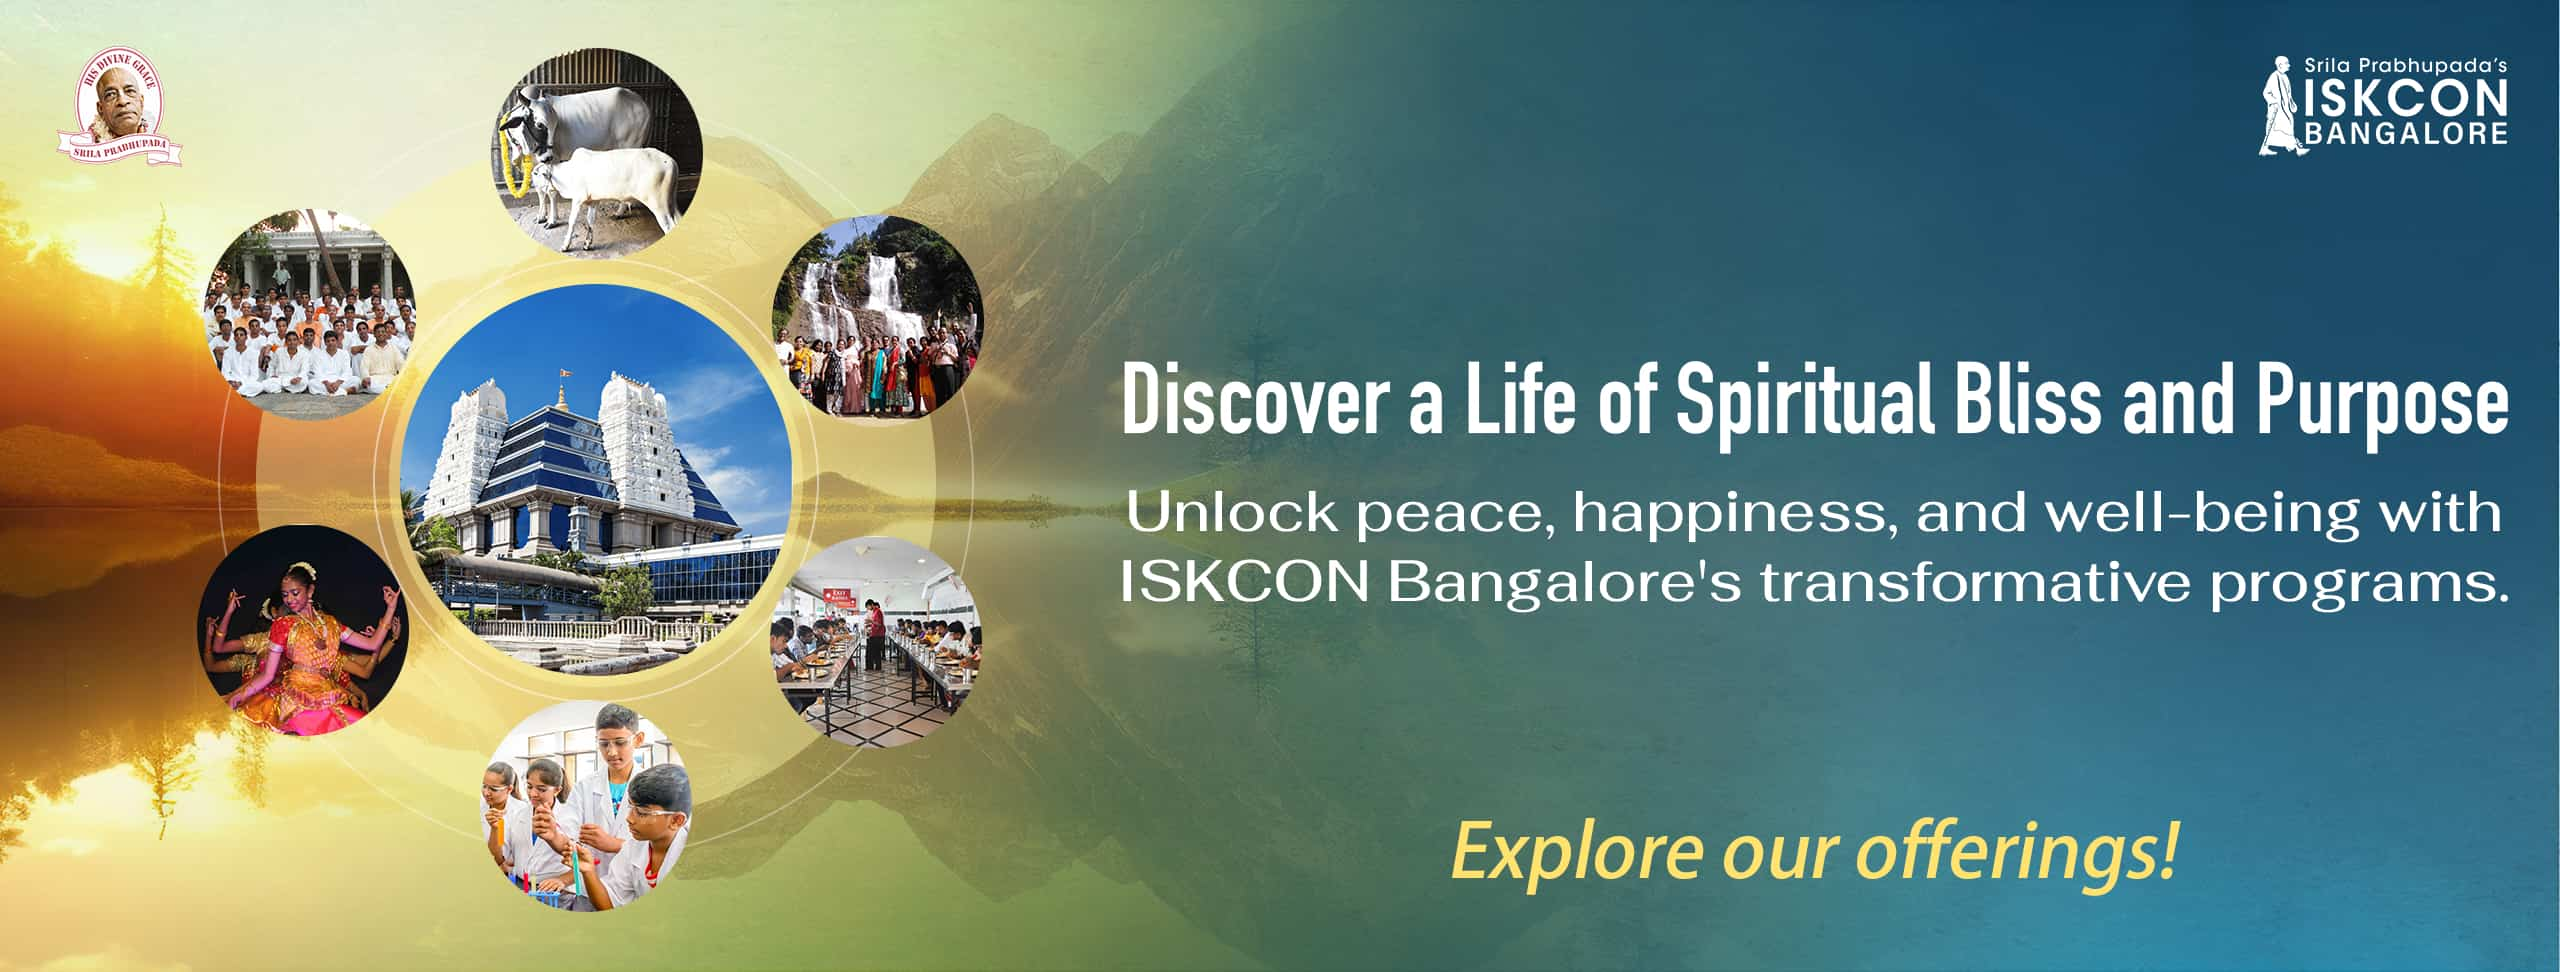 HIS DIVINE GRACE
SRILA PRABHUPADA
Srila Prabhupada's
ISKCON
BANGALORE
Discover a Life of Spiritual Bliss and Purpose
Unlock peace, happiness, and well-being with
ISKCON Bangalore's transformative programs.
Explore our offerings!